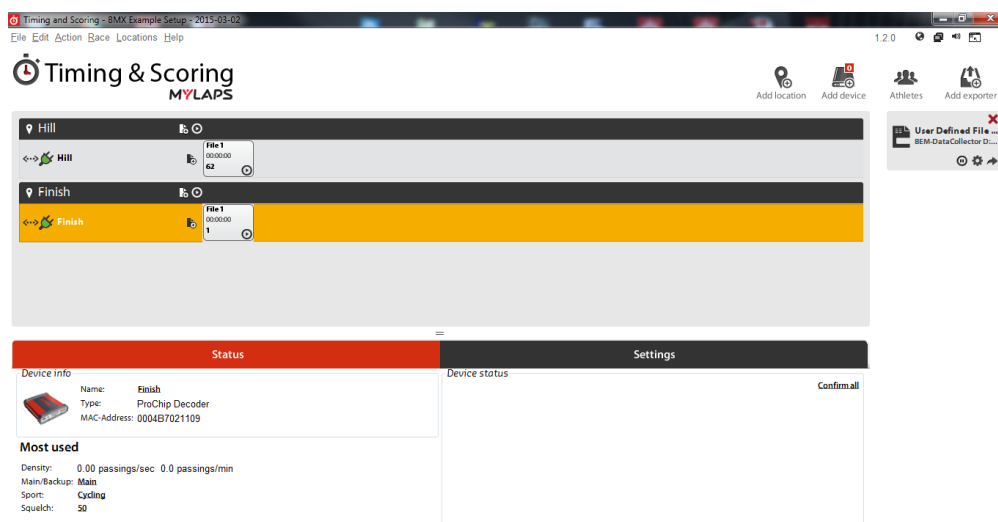 Timing and Scoring - BMX Example Setup - 2015-03-02
File Edit Action Race Locations Help
1.2.0
Timing & Scoring
MYLAPS
Add location
0
Add device
Athletes
Add exporter
Hill
Hill
File 1
00:00:00
62
Finish
Finish
File 1
00:00:00
1
User Defined File ...
BEM-DataCollector D:...
Status
Settings
Device info
Name: Finish
Type: ProChip Decoder
MAC-Address: 0004B7021109
Device status
Confirm all
Most used
Density: 0.00 passings/sec 0.0 passings/min
Main/Backup: Main
Sport: Cycling
Squelch: 50